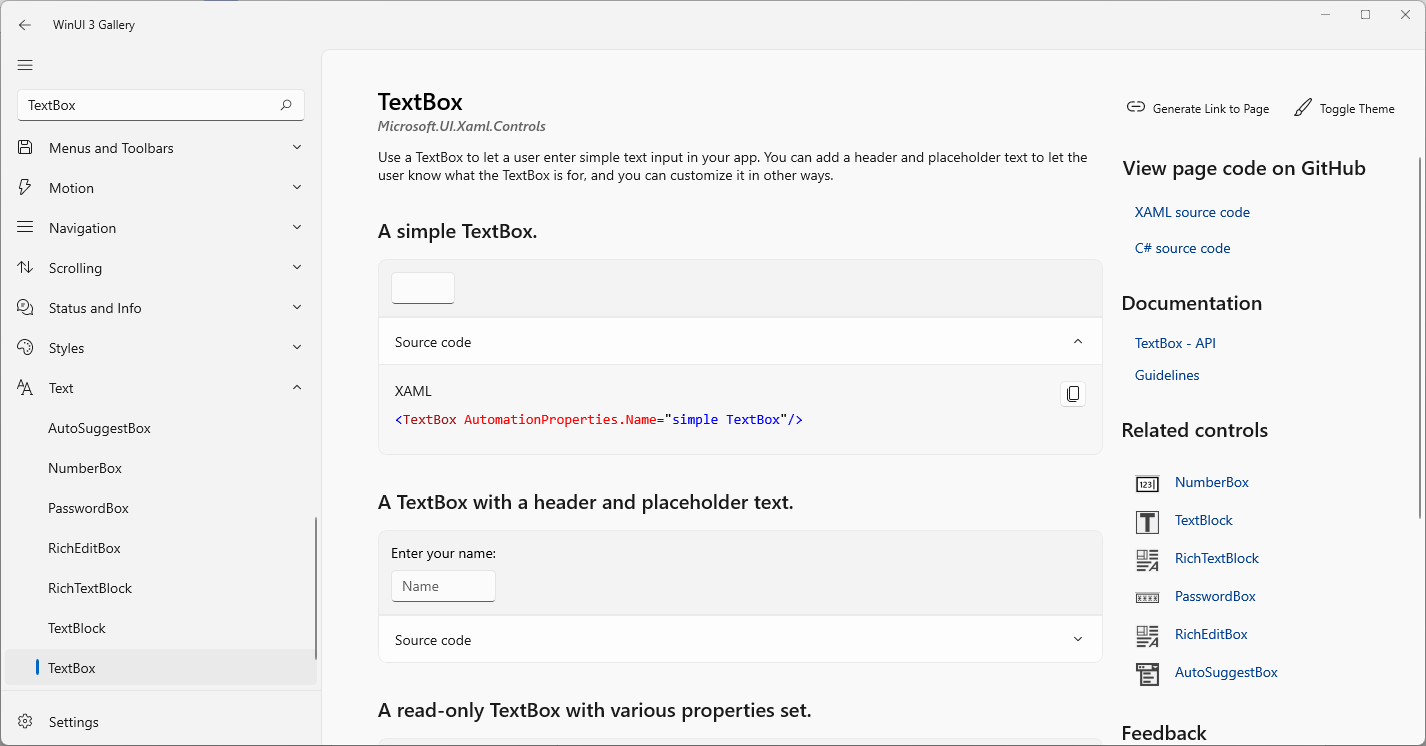 WinUI 3 Gallery
TextBox
Menus and Toolbars
Motion
Navigation
Scrolling
Status and Info
Styles
Text
AutoSuggestBox
NumberBox
PasswordBox
RichEditBox
RichTextBlock
TextBlock
TextBox
Settings
TextBox
Microsoft.UI.Xaml.Controls
Generate Link to Page
Toggle Theme
Use a TextBox to let a user enter simple text input in your app. You can add a header and placeholder text to let the
user know what the TextBox is for, and you can customize it in other ways.
A simple TextBox.
Source code
XAML
<TextBox AutomationProperties.Name="simple TextBox"/>
A TextBox with a header and placeholder text.
Enter your name:
Name
Source code
A read-only TextBox with various properties set.
View page code on GitHub
XAML source code
C# source code
Documentation
TextBox - API
Guidelines
Related controls
123
NumberBox
TextBlock
RichTextBlock
PasswordBox
RichEditBox
AutoSuggestBox
Feedback